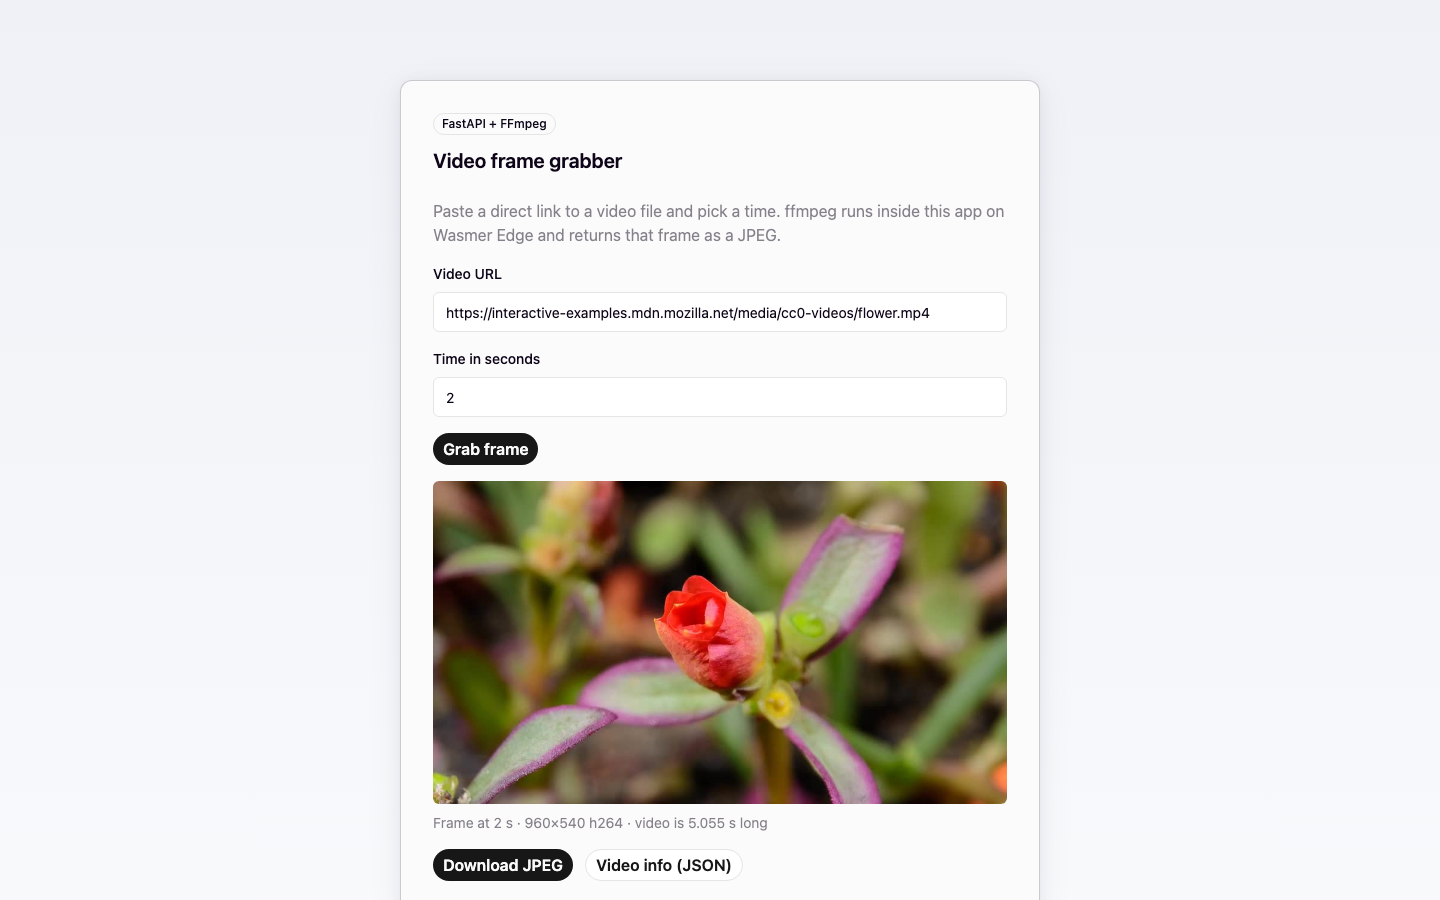 FastAPI + FFmpeg
Video frame grabber
Paste a direct link to a video file and pick a time. ffmpeg runs inside this app on
Wasmer Edge and returns that frame as a JPEG.
Video URL
https://interactive-examples.mdn.mozilla.net/media/cc0-videos/flower.mp4
Time in seconds
2
Grab frame
Frame at 2 s · 960×540 h264 · video is 5.055 s long
Download JPEG
Video info (JSON)